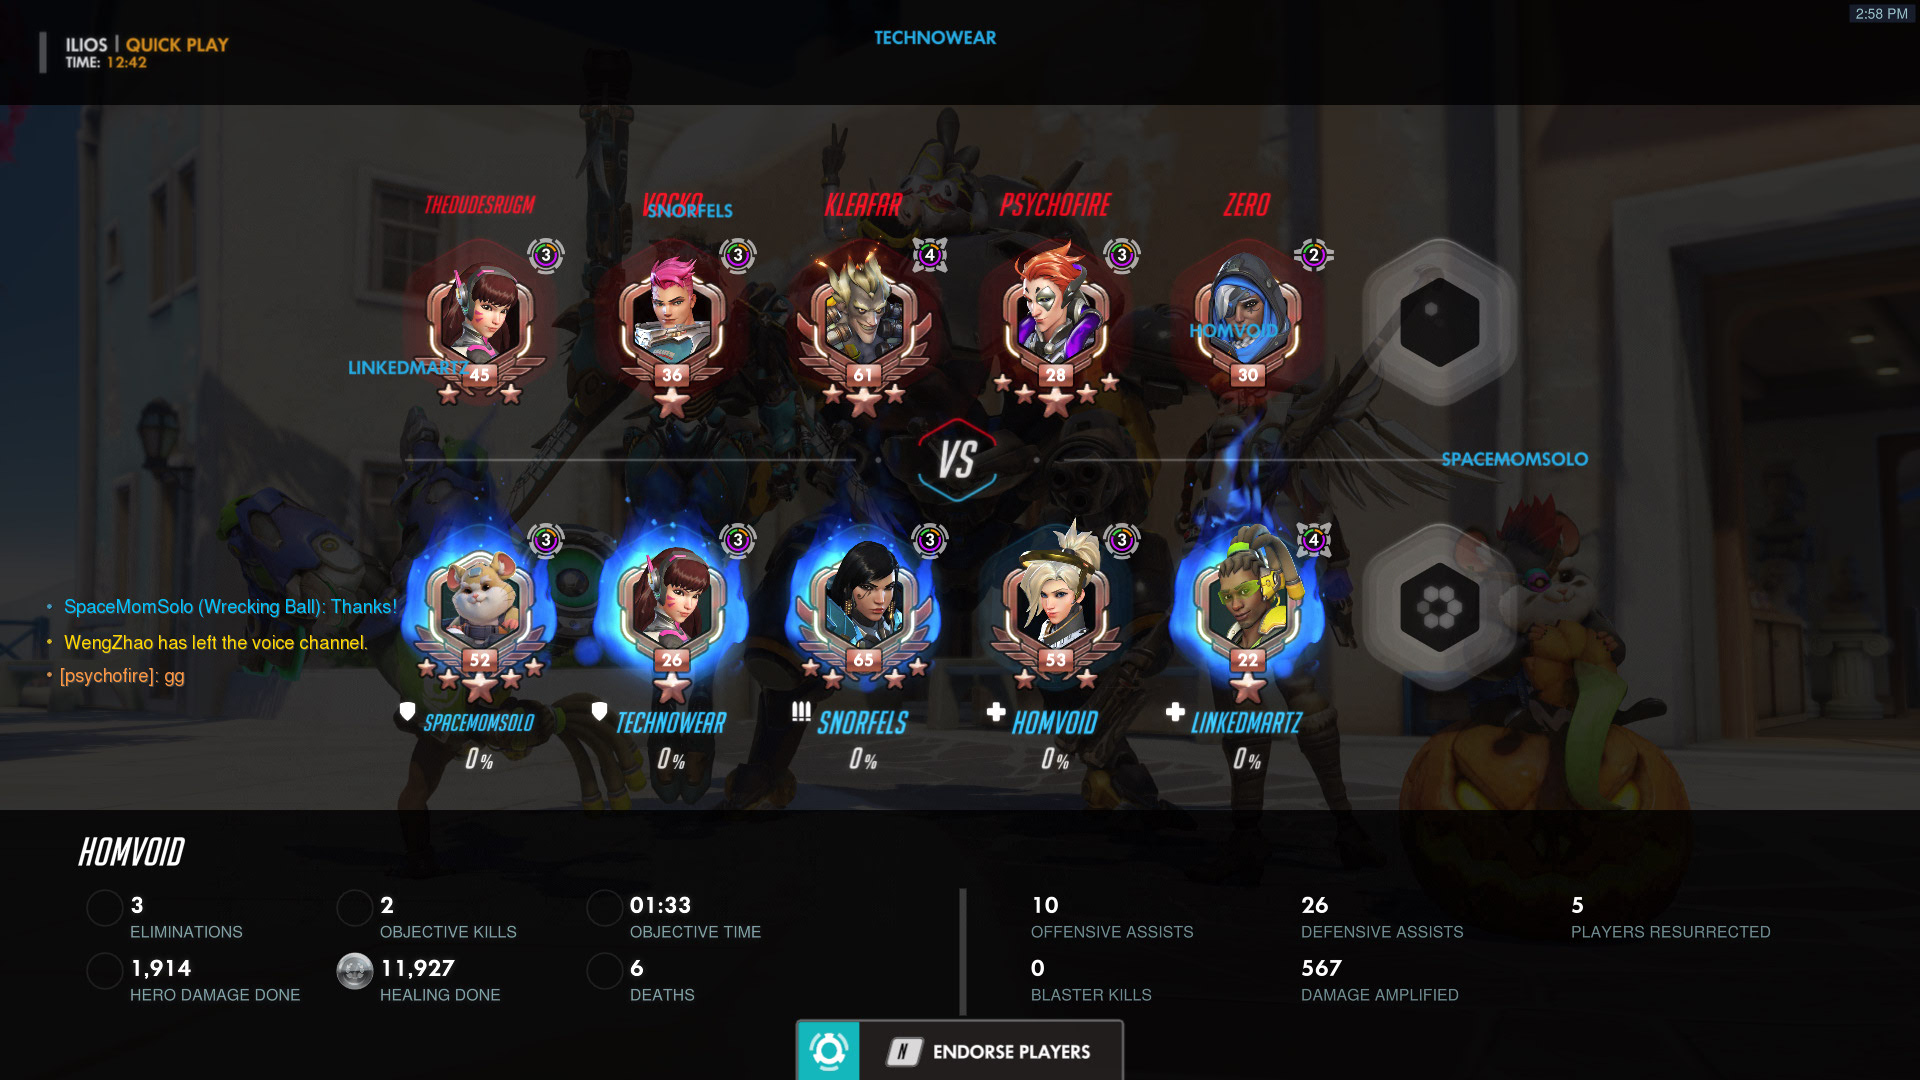 2:58 PM
ILIOS | QUICK PLAY
TIME: 12:42
TECHNOWEAR
THEDUDESRUGM
VOCKO
SNORFELS
KLEAFAR
PSYCHOFIRE
ZERO
3
3
4
3
2
HOMVOID
LINKEDMARTZ
45
36
61
28
30
VS
SPACEMOMSOLO
3
3
3
3
4
SpaceMomSolo (Wrecking Ball): Thanks!
WengZhao has left the voice channel.
[psychofire]: gg
52
26
65
53
22
SPACEMOMSOLO
TECHNOWEAR
SNORFELS
HOMVOID
LINKEDMARTZ
0%
0%
0%
0%
0%
HOMVOID
3
ELIMINATIONS
2
OBJECTIVE KILLS
01:33
OBJECTIVE TIME
10
OFFENSIVE ASSISTS
26
DEFENSIVE ASSISTS
5
PLAYERS RESURRECTED
1,914
HERO DAMAGE DONE
11,927
HEALING DONE
6
DEATHS
0
BLASTER KILLS
567
DAMAGE AMPLIFIED
N ENDORSE PLAYERS